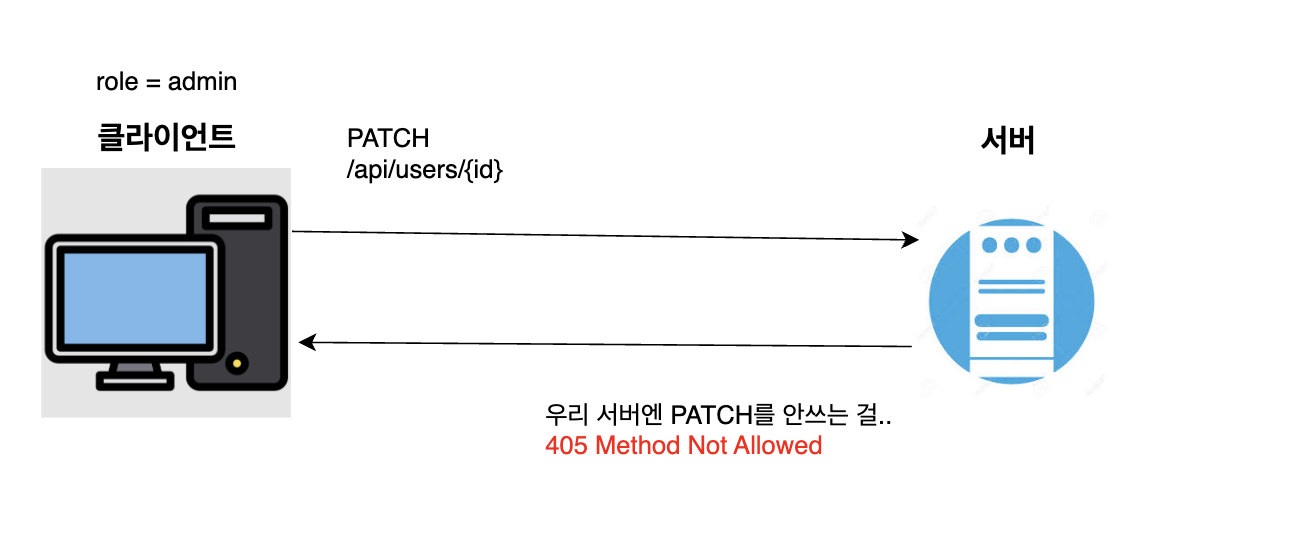 role = admin
클라이언트
PATCH
/api/users/{id}
서버
우리 서버엔 PATCH를 안쓰는 걸..
405 Method Not Allowed